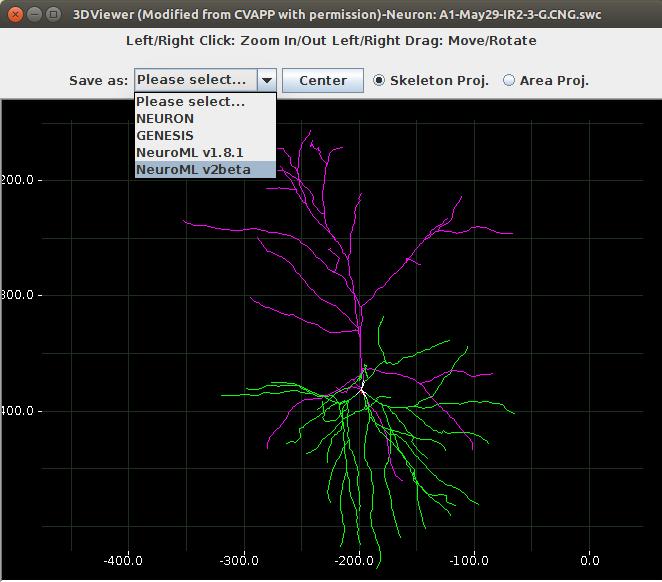 3DViewer (Modified from CVAPP with permission)-Neuron: A1-May29-IR2-3-G.CNG.swc
Left/Right Click: Zoom In/Out Left/Right Drag: Move/Rotate
Save as: Please select... Center Skeleton Proj. Area Proj.
Please select...
NEURON
GENESIS
NeuroML v1.8.1
NeuroML v2beta
200.0
300.0
400.0
-400.0 -300.0 -200.0 -100.0 0.0